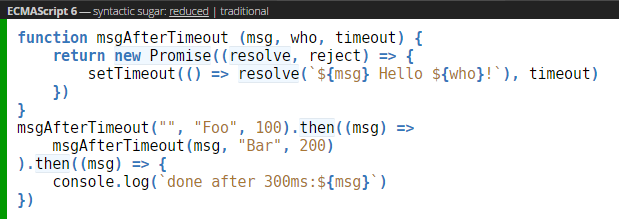 ECMAScript 6 — syntactic sugar: reduced | traditional
function msgAfterTimeout (msg, who, timeout) {
    return new Promise((resolve, reject) => {
        setTimeout(() => resolve(`${msg} Hello ${who}!`), timeout)
    })
}
msgAfterTimeout("", "Foo", 100).then((msg) =>
    msgAfterTimeout(msg, "Bar", 200)
).then((msg) => {
    console.log(`done after 300ms:${msg}`)
})